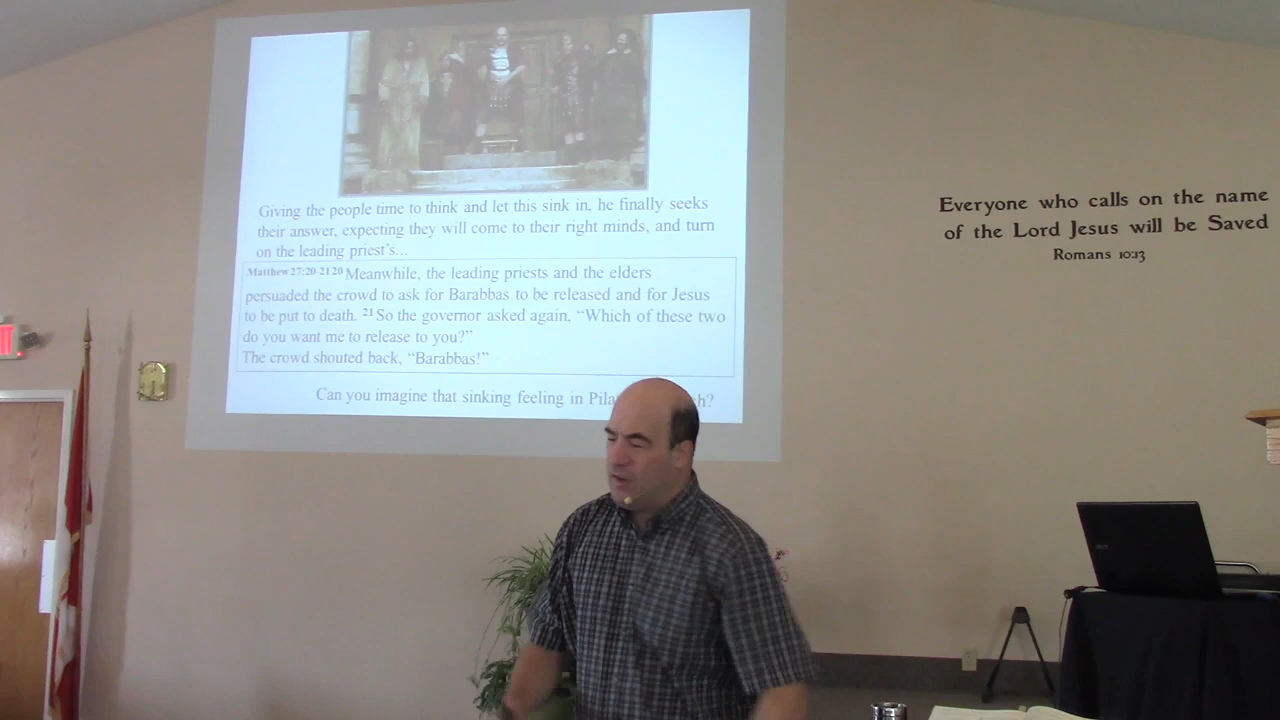 Giving the people time to think and let this sink in, he finally seeks
their answer, expecting they will come to their right minds, and turn
on the leading priest's...
Matthew 27:20-21 20 Meanwhile, the leading priests and the elders
persuaded the crowd to ask for Barabbas to be released and for Jesus
to be put to death. 21 So the governor asked again, “Which of these two
do you want me to release to you?”
The crowd shouted back, “Barabbas!”
Can you imagine that sinking feeling in
Everyone who calls on the name
of the Lord Jesus will be Saved
Romans 10:13
acer